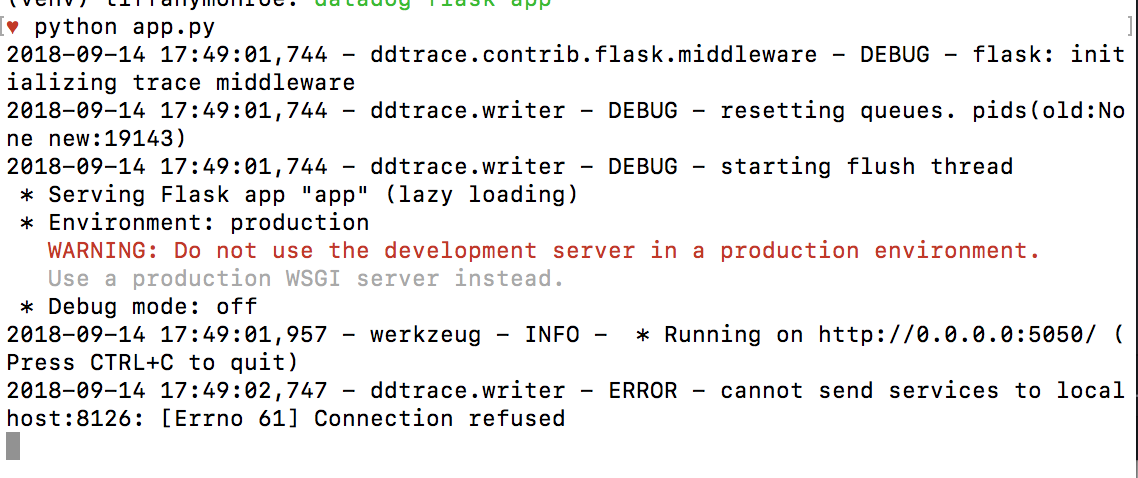 (venv) tiffanymonroe: datadog flask app
[♥ python app.py ]
2018-09-14 17:49:01,744 - ddtrace.contrib.flask.middleware - DEBUG - flask: init
ializing trace middleware
2018-09-14 17:49:01,744 - ddtrace.writer - DEBUG - resetting queues. pids(old:No
ne new:19143)
2018-09-14 17:49:01,744 - ddtrace.writer - DEBUG - starting flush thread
 * Serving Flask app "app" (lazy loading)
 * Environment: production
   WARNING: Do not use the development server in a production environment.
   Use a production WSGI server instead.
 * Debug mode: off
2018-09-14 17:49:01,957 - werkzeug - INFO -  * Running on http://0.0.0.0:5050/ (
Press CTRL+C to quit)
2018-09-14 17:49:02,747 - ddtrace.writer - ERROR - cannot send services to local
host:8126: [Errno 61] Connection refused